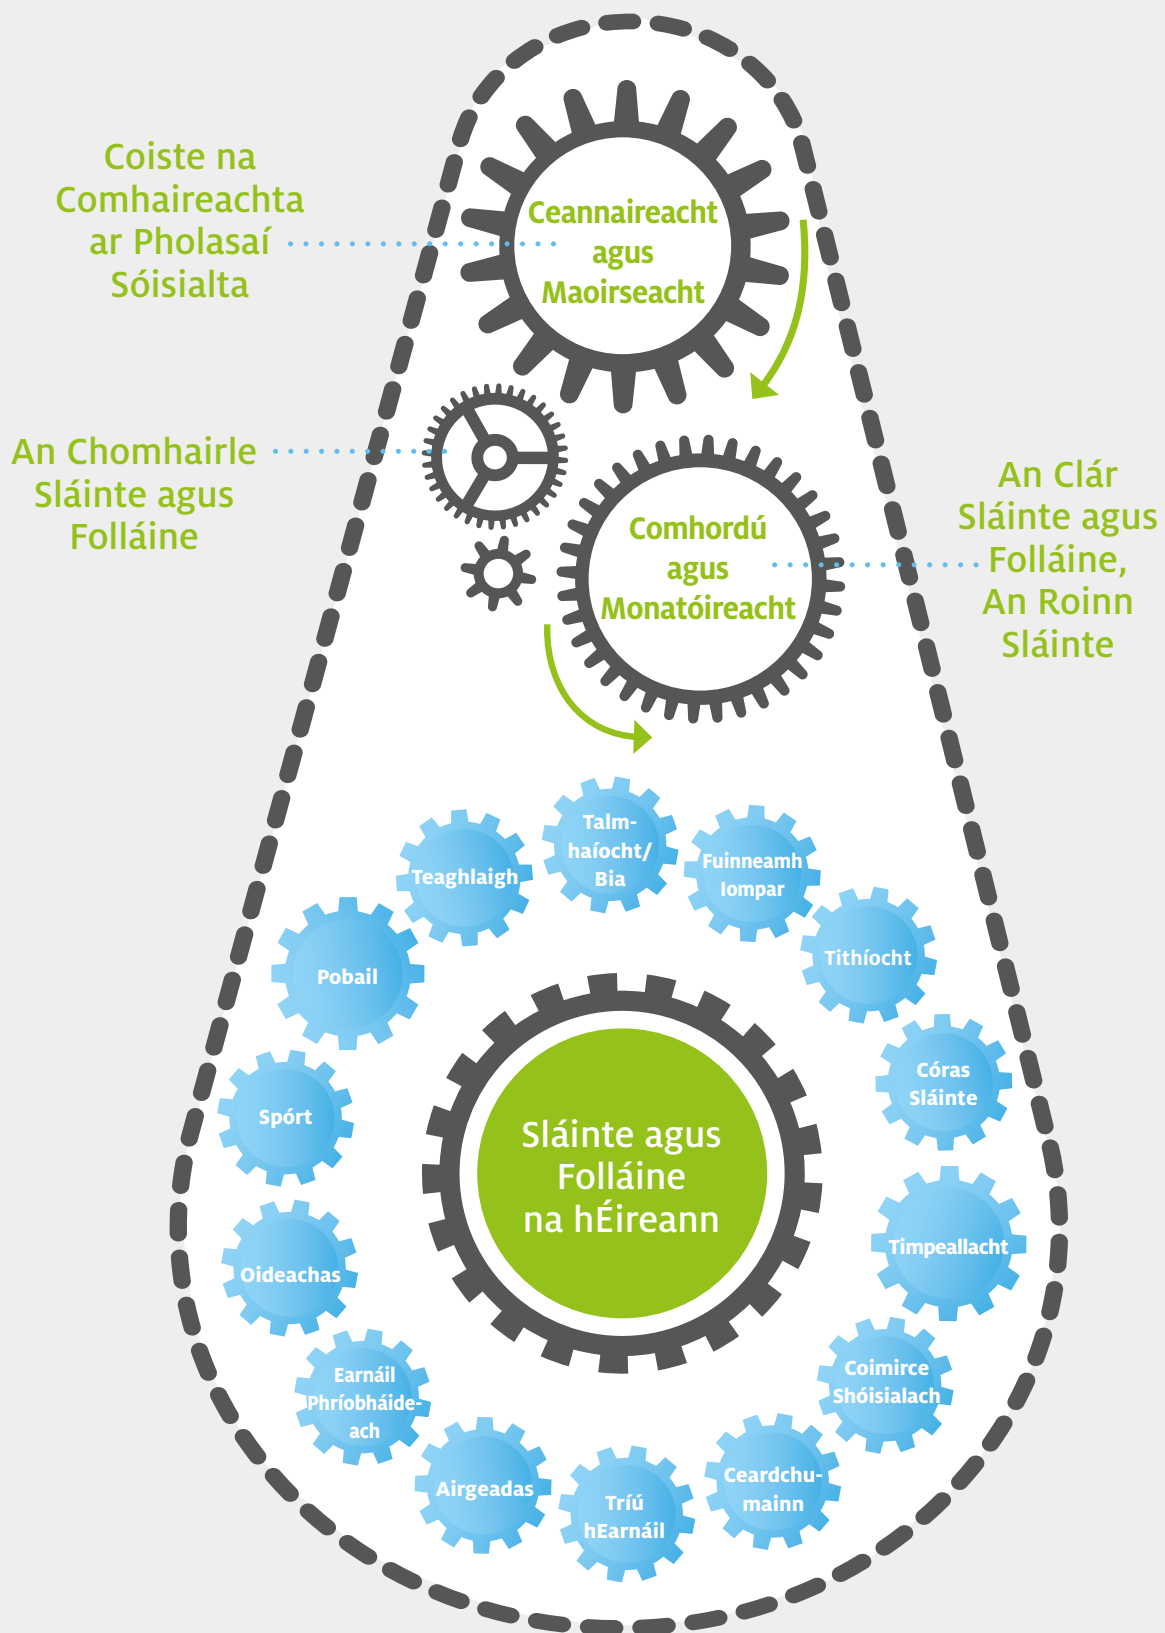 Coiste na
Comhaireachta
ar Pholasaí
Sóisialta
Ceannaireacht
agus
Maoirseacht
An Chomhairle
Sláinte agus
Folláine
Comhordú
agus
Monatóireacht
An Clár
Sláinte agus
Folláine,
An Roinn
Sláinte
Talm-
haíocht/
Bia
Fuinneamh
Iompar
Tithíocht
Córas
Sláinte
Timpeallacht
Coimirce
Shóisialach
Ceardchu-
mainn
Tríú
hEarnáil
Airgeadas
Earnáil
Phríobháide-
ach
Oideachas
Spórt
Pobail
Teaghlaigh
Sláinte agus
Folláine
na hÉireann